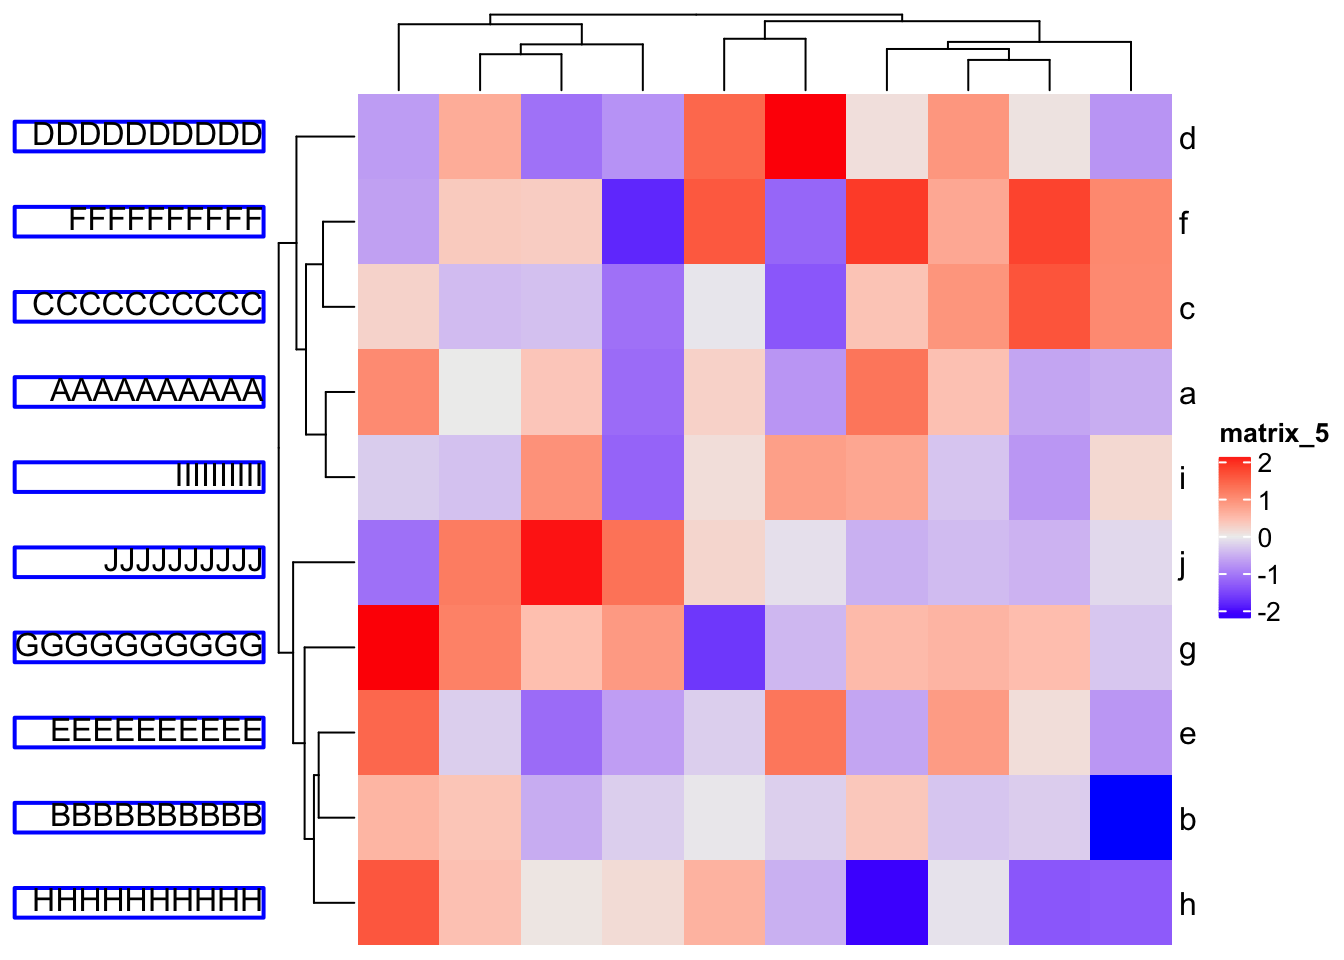 DDDDDDDDDD d
FFFFFFFFFF f
CCCCCCCCCC c
AAAAAAAAAA a
IIIIIIIIII i
JJJJJJJJJJ j
GGGGGGGGGG g
EEEEEEEEEE e
BBBBBBBBBB b
HHHHHHHHHH h
matrix_5
2
1
0
-1
-2